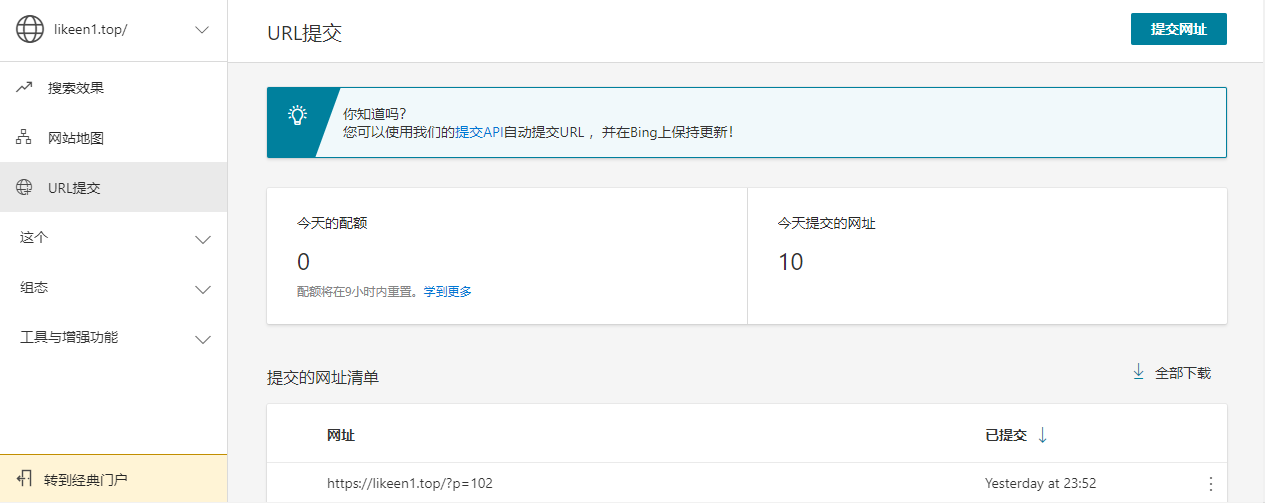 likeen1.top/
搜索效果
网站地图
URL提交
这个
组态
工具与增强功能
转到经典门户
URL提交
提交网址
你知道吗?
您可以使用我们的提交API自动提交URL ，并在Bing上保持更新!
今天的配额
0
配额将在9小时内重置。学到更多
今天提交的网址
10
提交的网址清单
全部下载
网址
已提交
https://likeen1.top/?p=102
Yesterday at 23:52